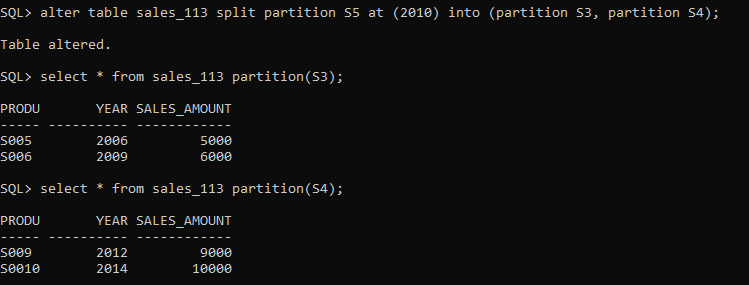 SQL> alter table sales_113 split partition S5 at (2010) into (partition S3, partition S4);
Table altered.
SQL> select * from sales_113 partition(S3);
PRODU       YEAR SALES_AMOUNT
----- ---------- ------------
S005        2006         5000
S006        2009         6000
SQL> select * from sales_113 partition(S4);
PRODU       YEAR SALES_AMOUNT
----- ---------- ------------
S009        2012         9000
S0010       2014        10000